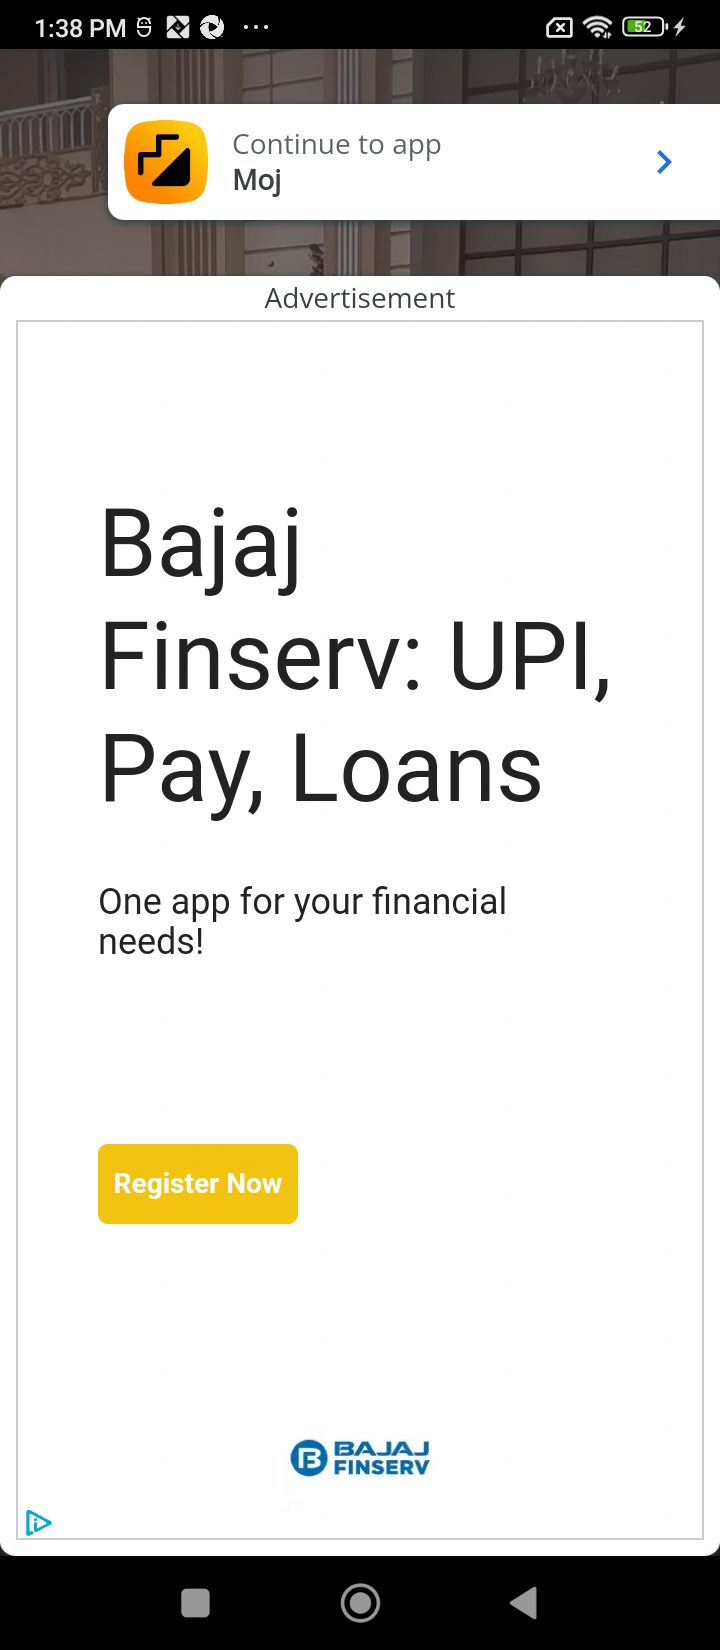 1:38 PM
52
Continue to app
Moj
Advertisement
Bajaj
Finserv: UPI,
Pay, Loans
One app for your financial
needs!
Register Now
BAJAJ
FINSERV